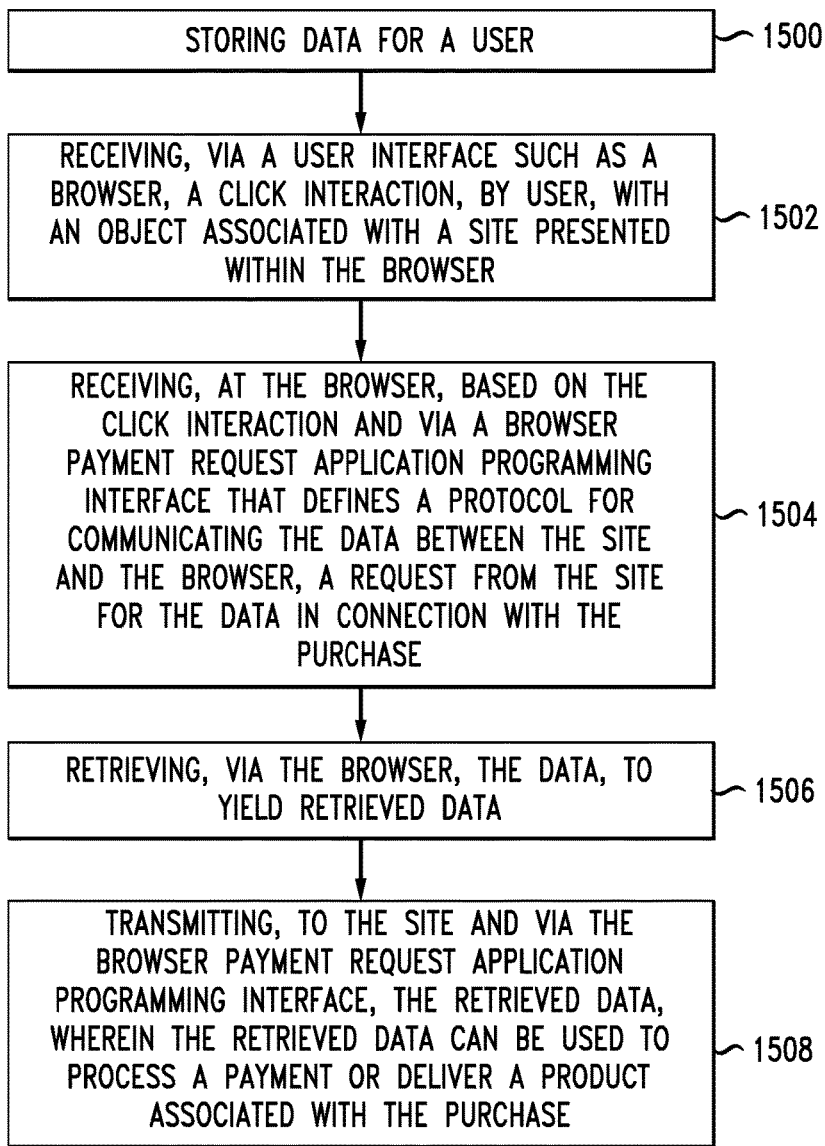 STORING DATA FOR A USER
1500
RECEIVING, VIA A USER INTERFACE SUCH AS A
BROWSER, A CLICK INTERACTION, BY USER, WITH
AN OBJECT ASSOCIATED WITH A SITE PRESENTED
WITHIN THE BROWSER
1502
RECEIVING, AT THE BROWSER, BASED ON THE
CLICK INTERACTION AND VIA A BROWSER
PAYMENT REQUEST APPLICATION PROGRAMMING
INTERFACE THAT DEFINES A PROTOCOL FOR
COMMUNICATING THE DATA BETWEEN THE SITE
AND THE BROWSER, A REQUEST FROM THE SITE
FOR THE DATA IN CONNECTION WITH THE
PURCHASE
1504
RETRIEVING, VIA THE BROWSER, THE DATA, TO
YIELD RETRIEVED DATA
1506
TRANSMITTING, TO THE SITE AND VIA THE
BROWSER PAYMENT REQUEST APPLICATION
PROGRAMMING INTERFACE, THE RETRIEVED DATA,
WHEREIN THE RETRIEVED DATA CAN BE USED TO
PROCESS A PAYMENT OR DELIVER A PRODUCT
ASSOCIATED WITH THE PURCHASE
1508